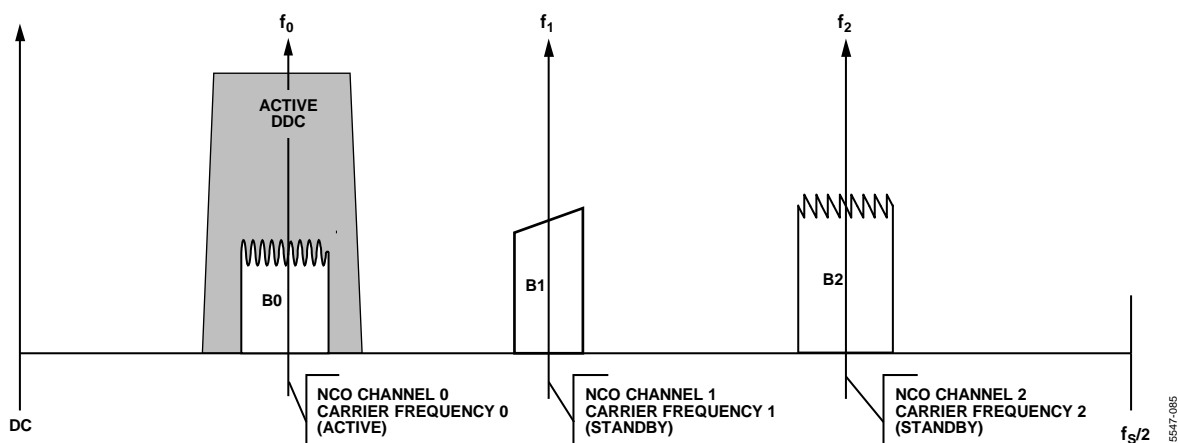 f0
f1
f2
ACTIVE
DDC
B0
B1
B2
NCO CHANNEL 0
CARRIER FREQUENCY 0
(ACTIVE)
NCO CHANNEL 1
CARRIER FREQUENCY 1
(STANDBY)
NCO CHANNEL 2
CARRIER FREQUENCY 2
(STANDBY)
DC
fS/2
5547-085